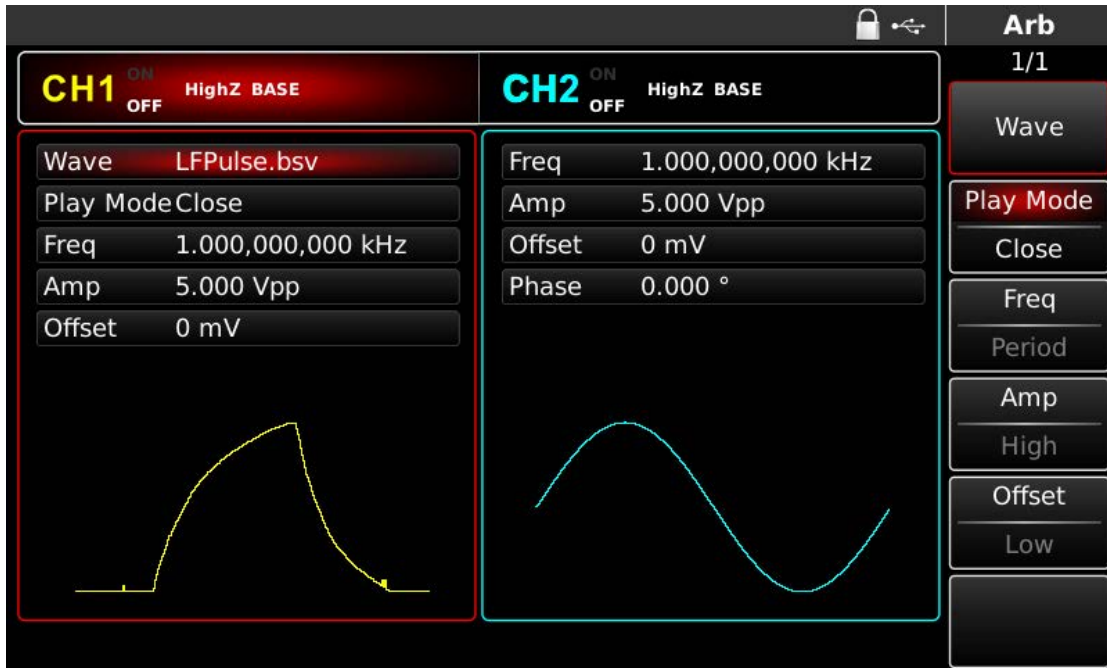 Arb
1/1
CH1 ON OFF HighZ BASE
CH2 ON OFF HighZ BASE
Wave LFPulse.bsv
Play Mode Close
Freq 1.000,000,000 kHz
Amp 5.000 Vpp
Offset 0 mV
Freq 1.000,000,000 kHz
Amp 5.000 Vpp
Offset 0 mV
Phase 0.000 °
Wave
Play Mode
Close
Freq
Period
Amp
High
Offset
Low